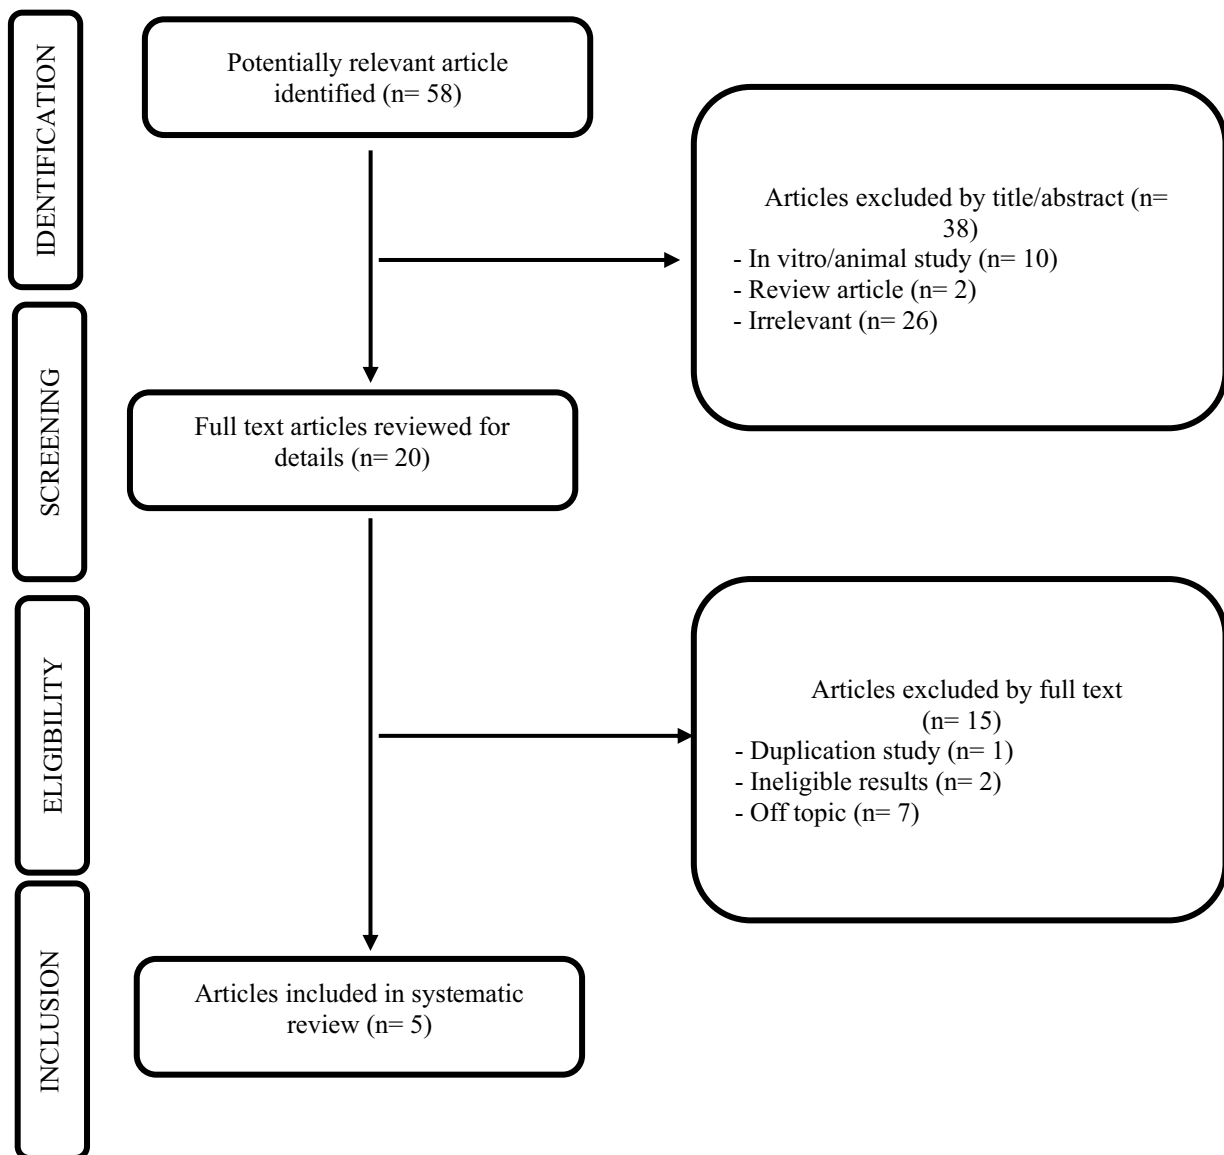 IDENTIFICATION
Potentially relevant article
identified (n= 58)
Articles excluded by title/abstract (n=
38)
- In vitro/animal study (n= 10)
- Review article (n= 2)
- Irrelevant (n= 26)
SCREENING
Full text articles reviewed for
details (n= 20)
ELIGIBILITY
Articles excluded by full text
(n= 15)
- Duplication study (n= 1)
- Ineligible results (n= 2)
- Off topic (n= 7)
INCLUSION
Articles included in systematic
review (n= 5)